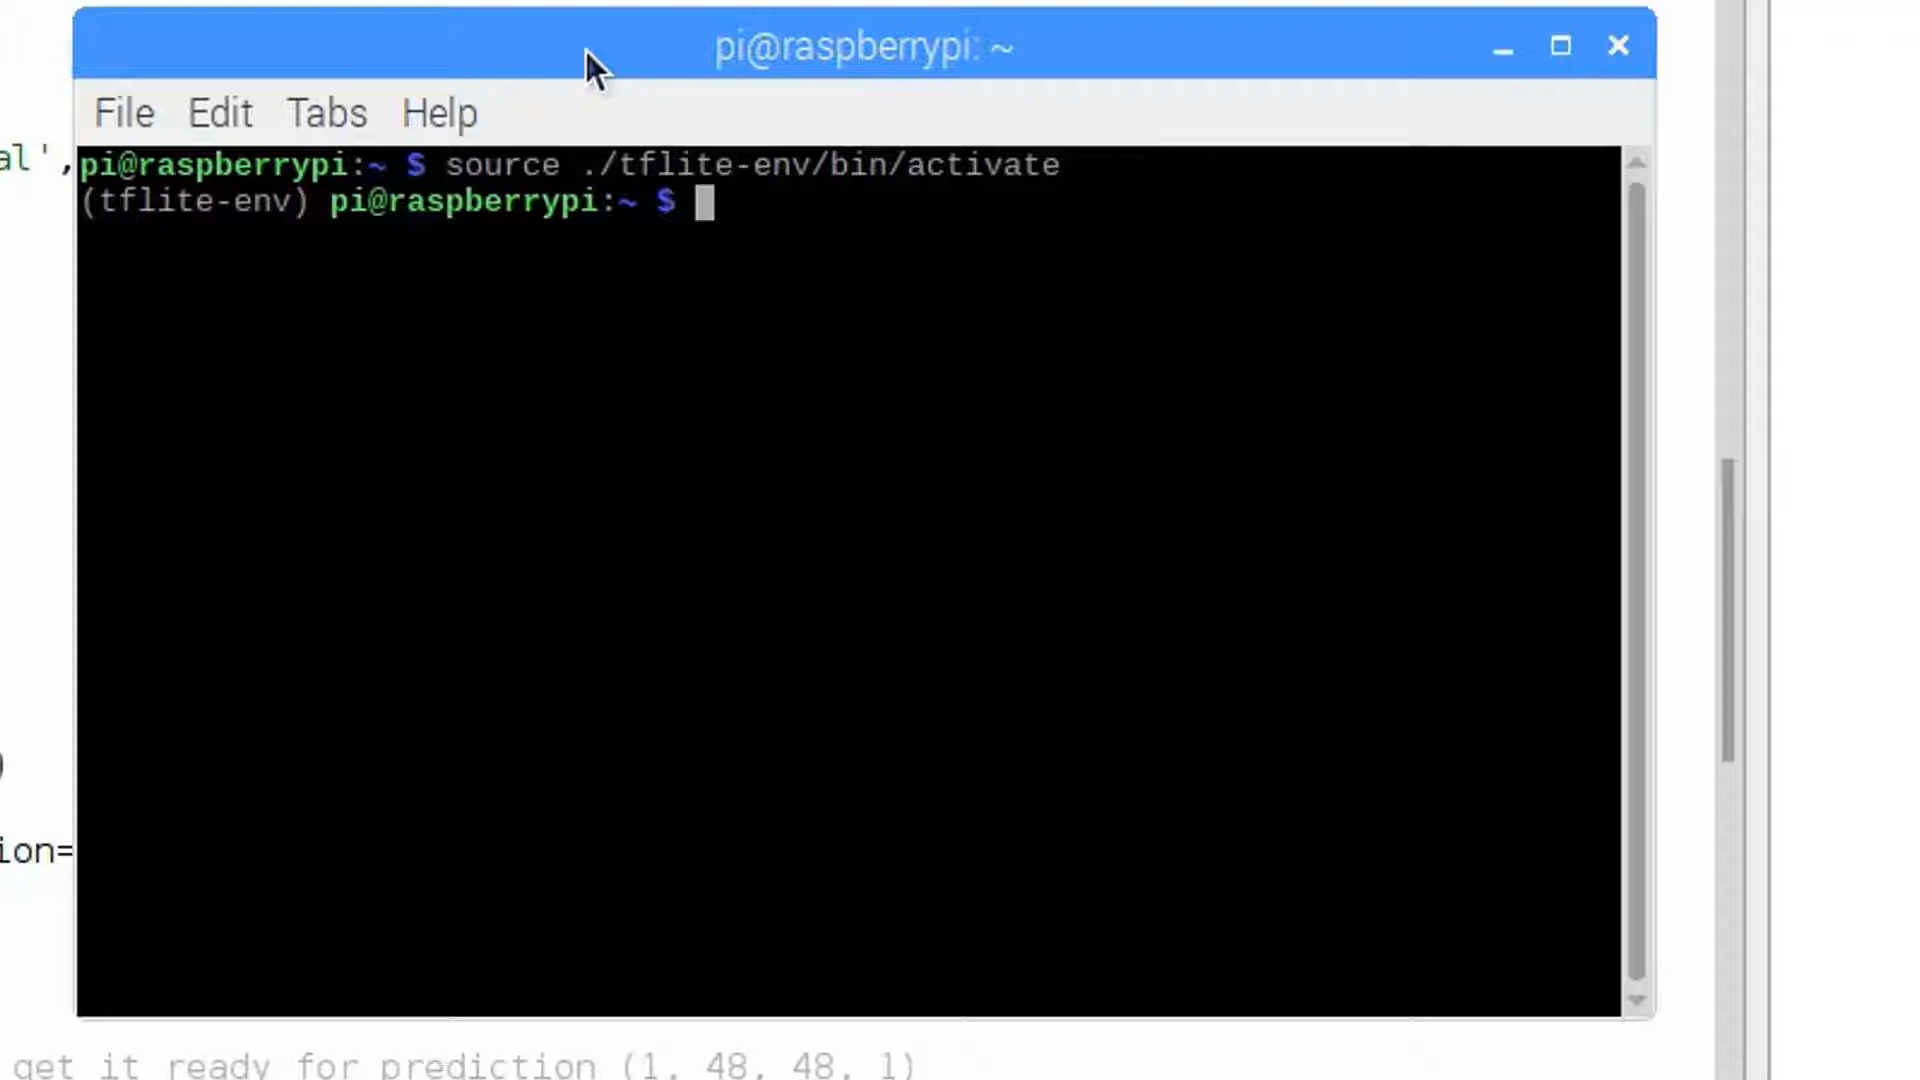 pi@raspberrypi: ~
File Edit Tabs Help
al',
pi@raspberrypi:~ $ source ./tflite-env/bin/activate
(tflite-env) pi@raspberrypi:~ $
)
ion=
get it ready for prediction (1, 48, 48, 1)